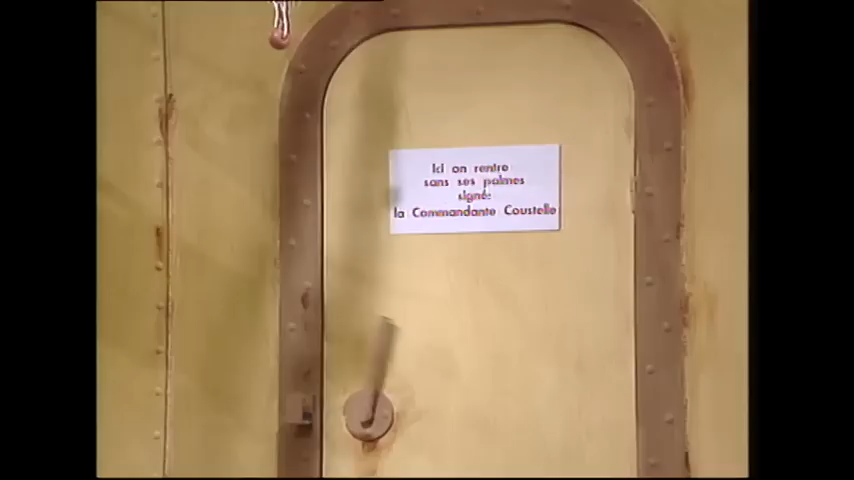 Ici on rentre
sans ses palmes
signé:
la Commandante Coustelle